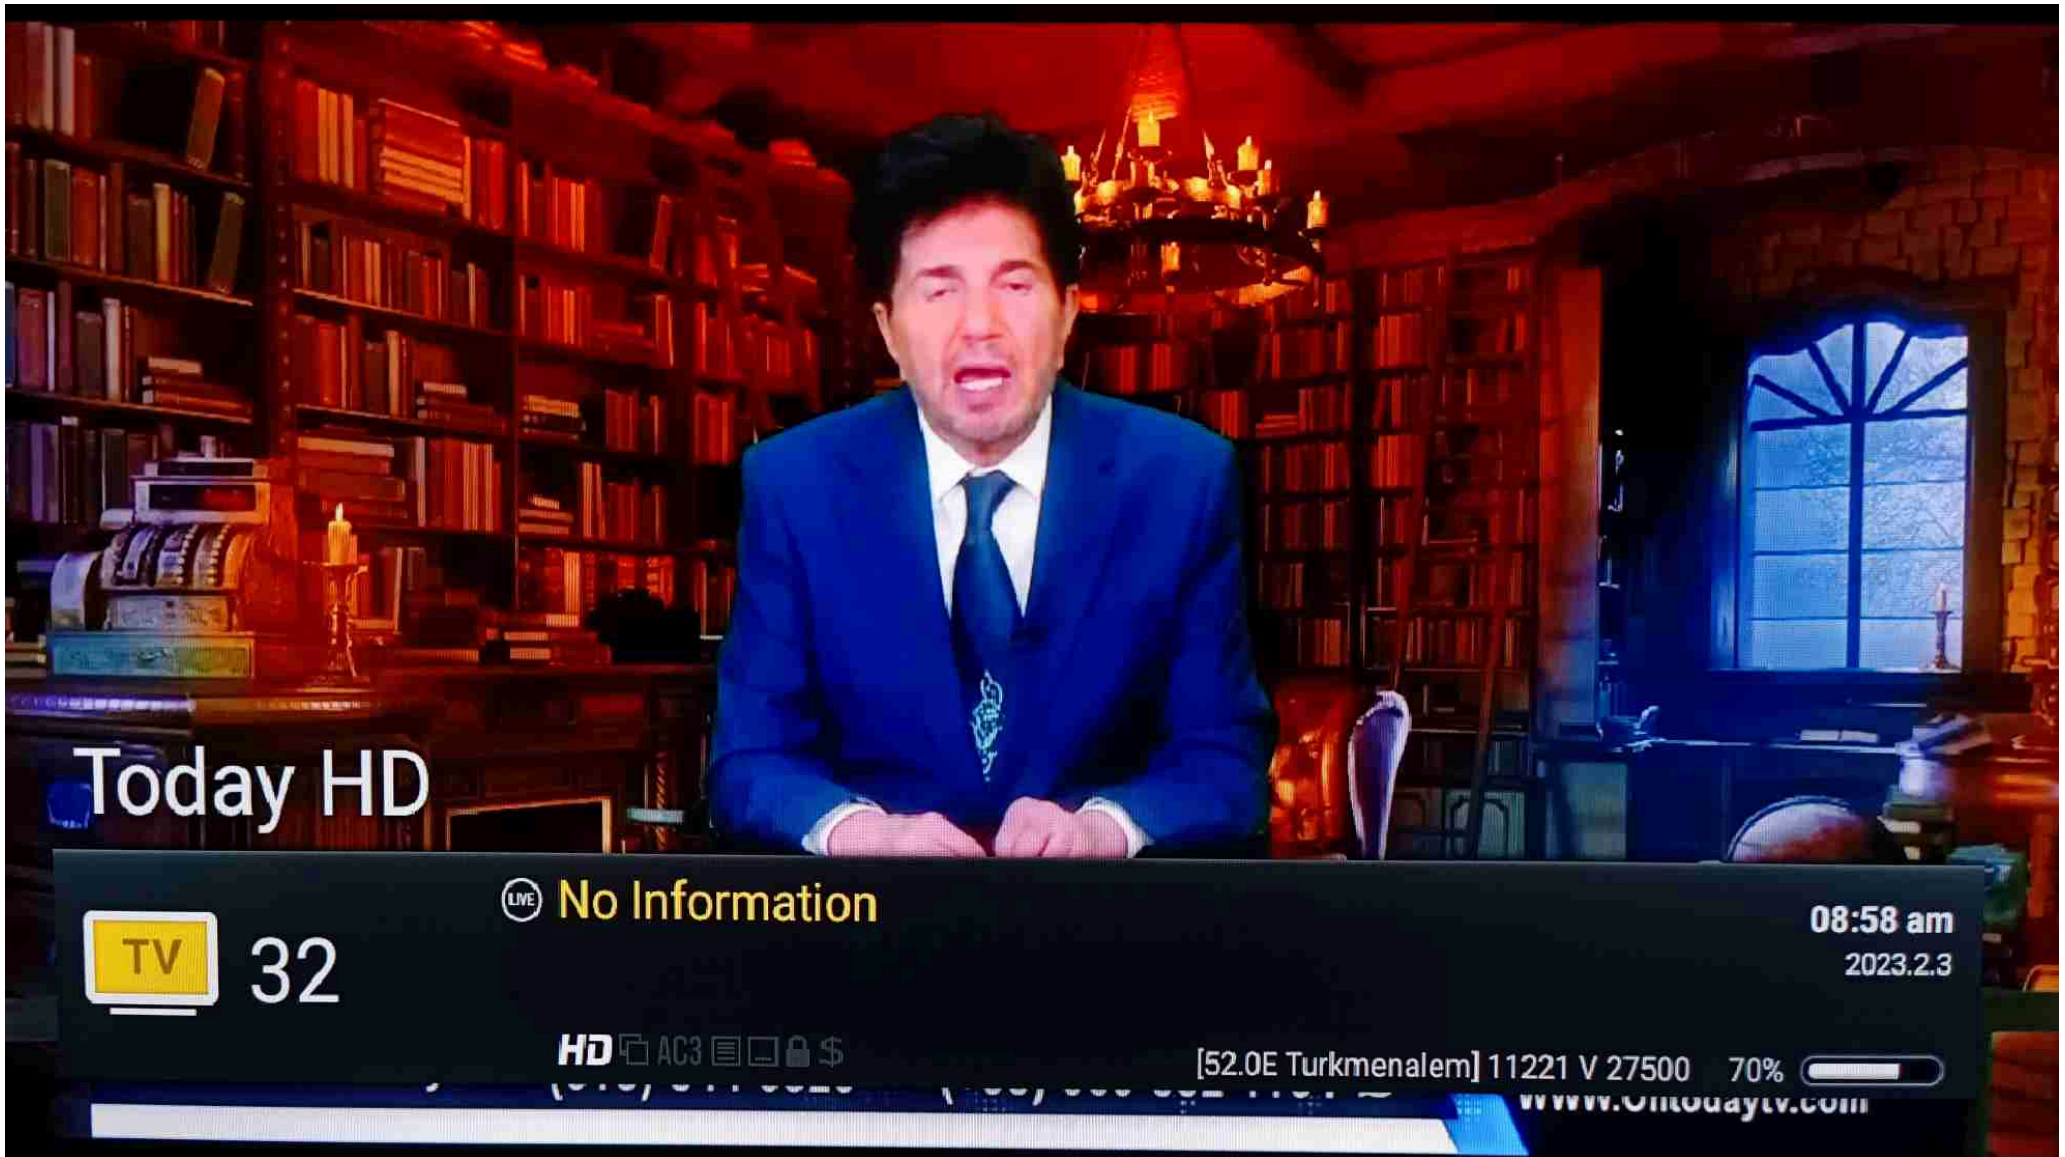 Today HD
LIVE No Information
TV 32
08:58 am
2023.2.3
HD AC3 $
[52.0E Turkmenalem] 11221 V 27500 70%